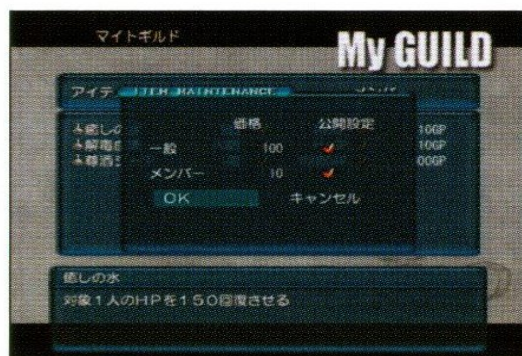 マイトギルド
My GUILD
アイテ
ITEM MAINTENANCE
価格 公開設定
癒しの 10GP
一般 100
解毒 10GP
尊酒 00GP
メンバー 10
OK キャンセル
癒しの水
対象1人のHPを150回復させる